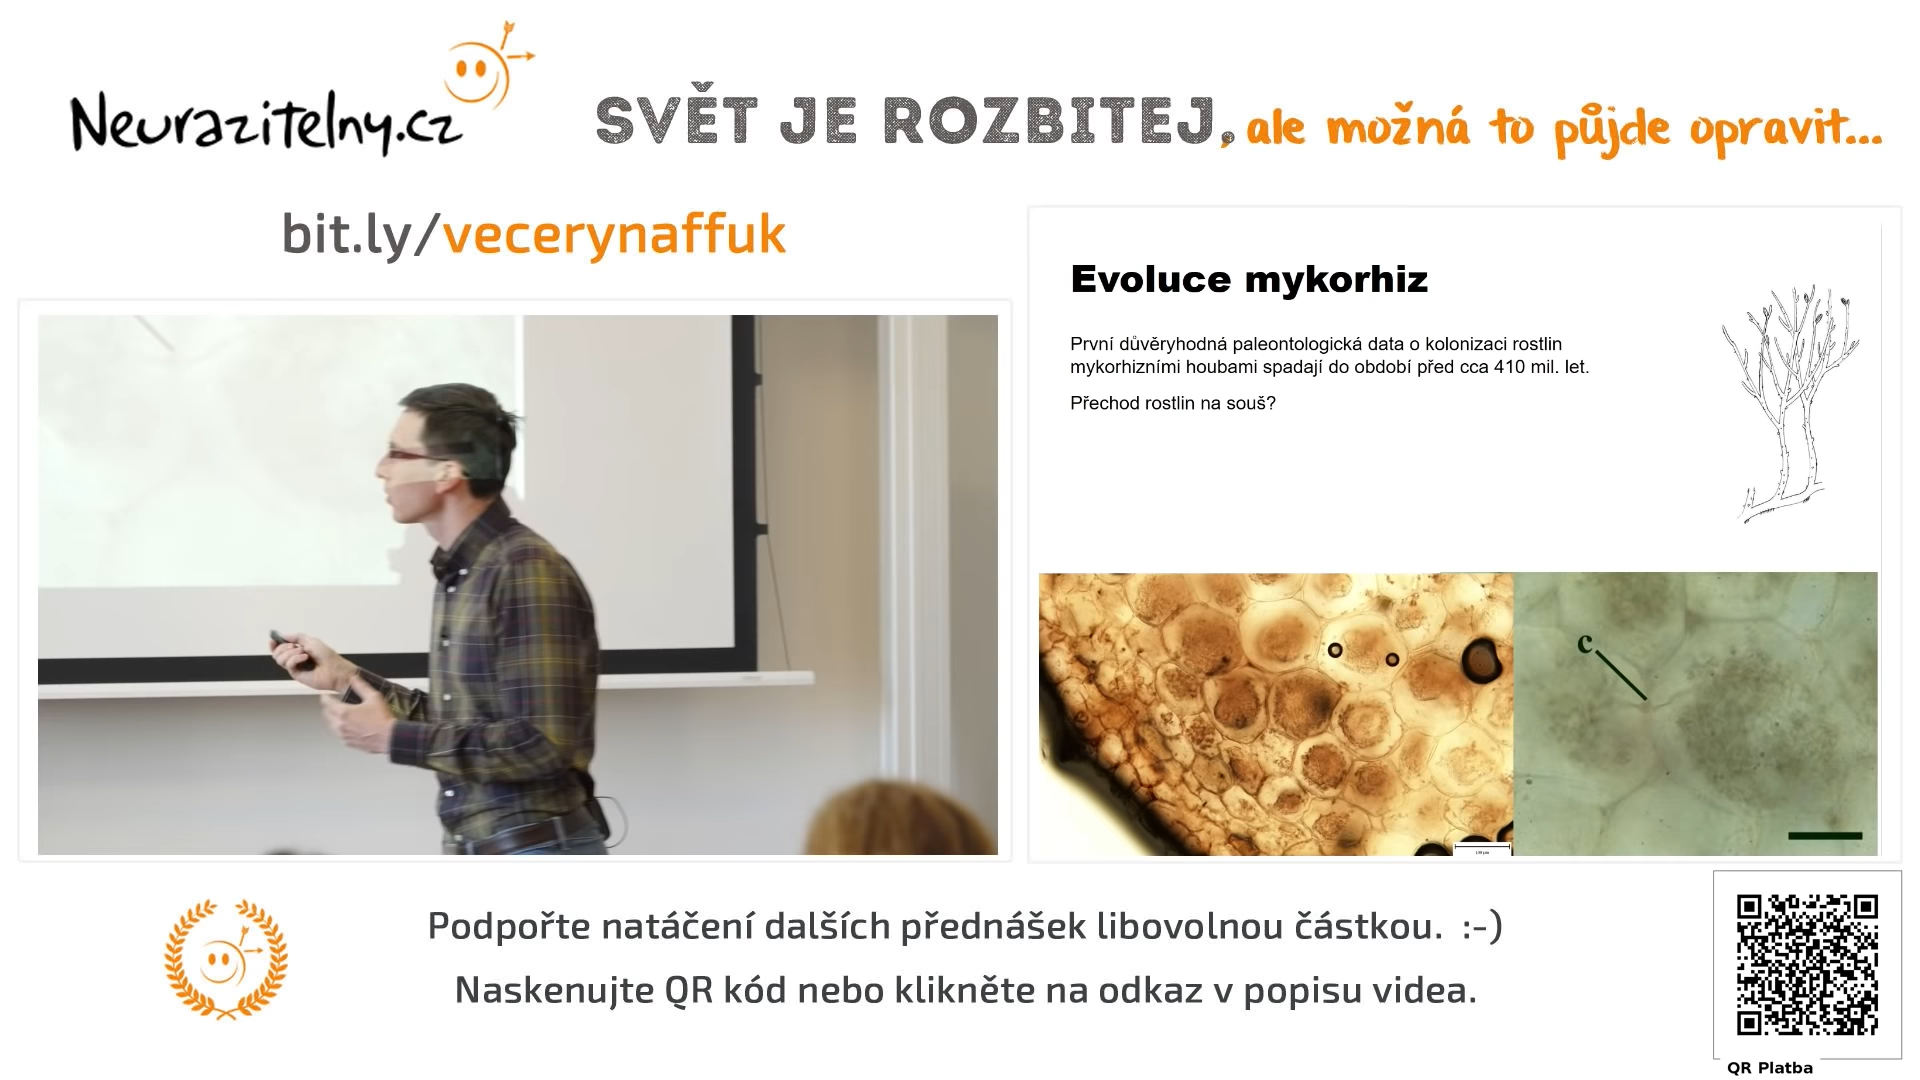 Neurazitelny.cz
SVĚT JE ROZBITEJ, ale možná to půjde opravit...
bit.ly/vecerynaffuk
Evoluce mykorhiz
První důvěryhodná paleontologická data o kolonizaci rostlin
mykorhizními houbami spadají do období před cca 410 mil. let.
Přechod rostlin na souš?
c
Podpořte natáčení dalších přednášek libovolnou částkou. :-)
Naskenujte QR kód nebo klikněte na odkaz v popisu videa.
QR Platba